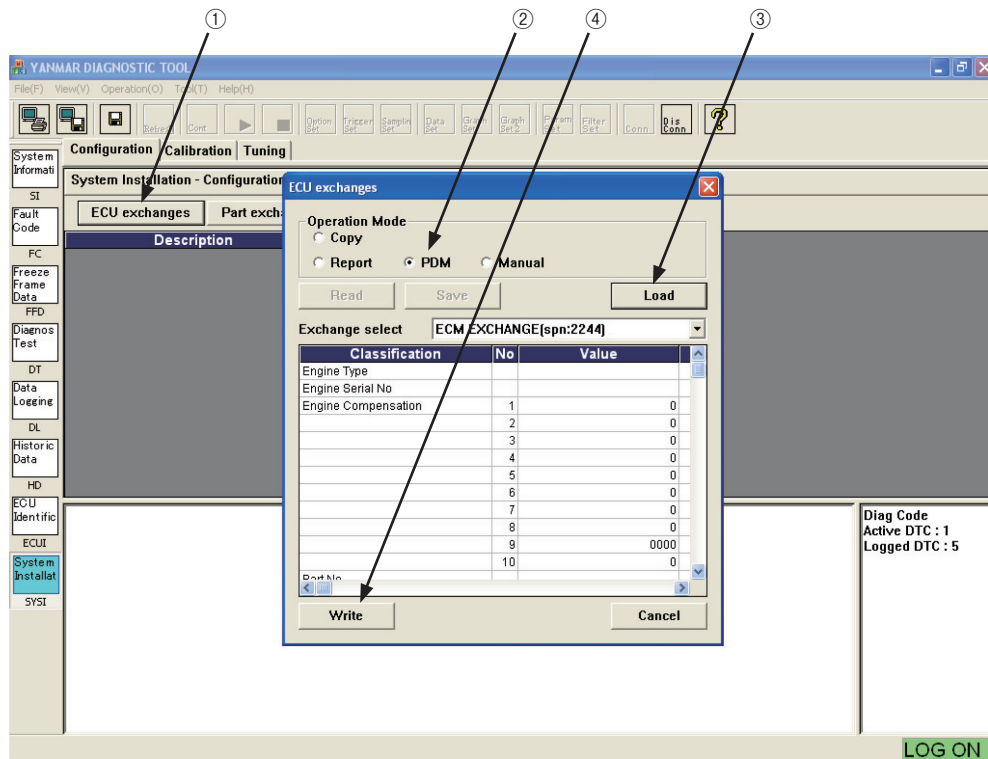 ① ② ④ ③
YANMAR DIAGNOSTIC TOOL
File(F) View(V) Operation(O) Tool(T) Help(H)
Refresh Cont Option Set Trigger Set Samplin Set Data Set Graph Set Graph Set2 Param Set Filter Set Conn Dis Conn
Configuration Calibration Tuning
System Installation - Configuration
ECU exchanges Part exch
Description
System Informati
SI
Fault Code
FC
Freeze Frame Data
FFD
Diagnos Test
DT
Data Logging
DL
Historic Data
HD
ECU Identific
ECUI
System Installat
SYSI
ECU exchanges
Operation Mode
Copy
Report PDM Manual
Read Save Load
Exchange select ECM EXCHANGE(spn:2244)
Classification No Value
Engine Type
Engine Serial No
Engine Compensation 1 0
2 0
3 0
4 0
5 0
6 0
7 0
8 0
9 0000
10 0
Part No
Write Cancel
Diag Code
Active DTC : 1
Logged DTC : 5
LOG ON